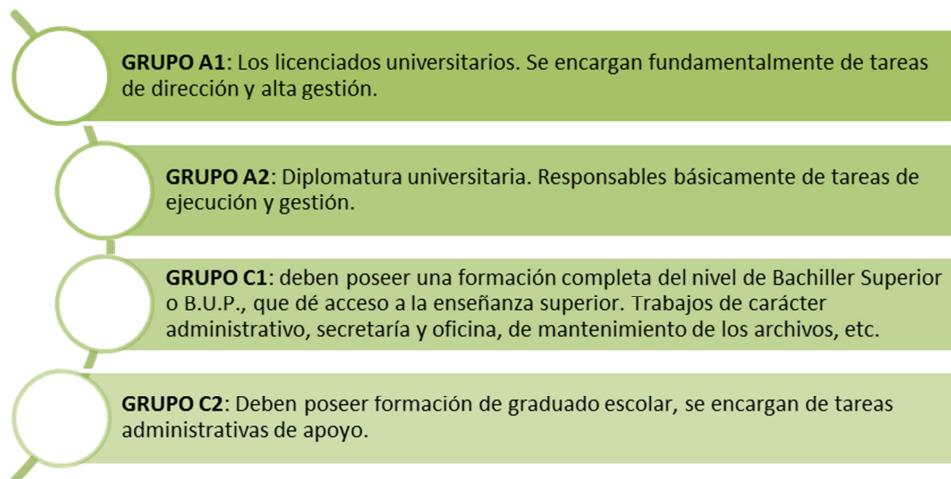 GRUPO A1: Los licenciados universitarios. Se encargan fundamentalmente de tareas
de dirección y alta gestión.
GRUPO A2: Diplomatura universitaria. Responsables básicamente de tareas de
ejecución y gestión.
GRUPO C1: deben poseer una formación completa del nivel de Bachiller Superior
o B.U.P., que dé acceso a la enseñanza superior. Trabajos de carácter
administrativo, secretaría y oficina, de mantenimiento de los archivos, etc.
GRUPO C2: Deben poseer formación de graduado escolar, se encargan de tareas
administrativas de apoyo.